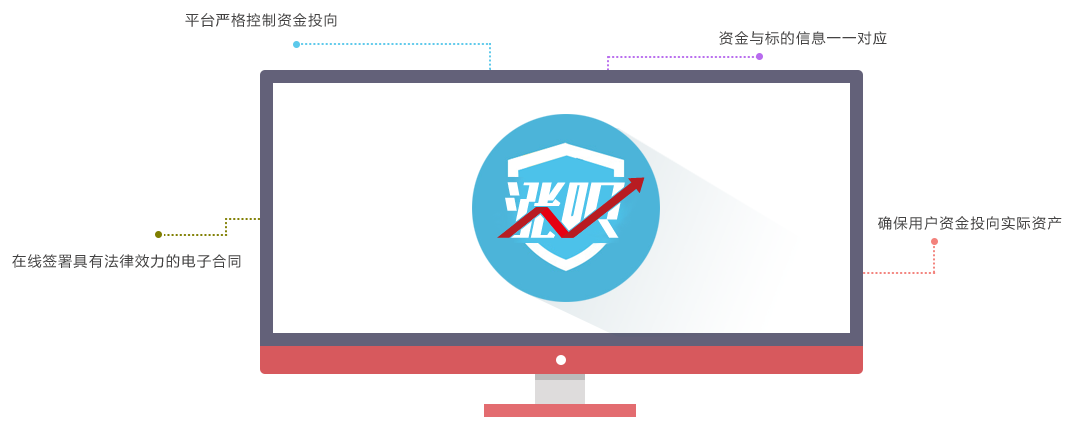 平台严格控制资金投向
资金与标的信息一一对应
涨呗
确保用户资金投向实际资产
在线签署具有法律效力的电子合同